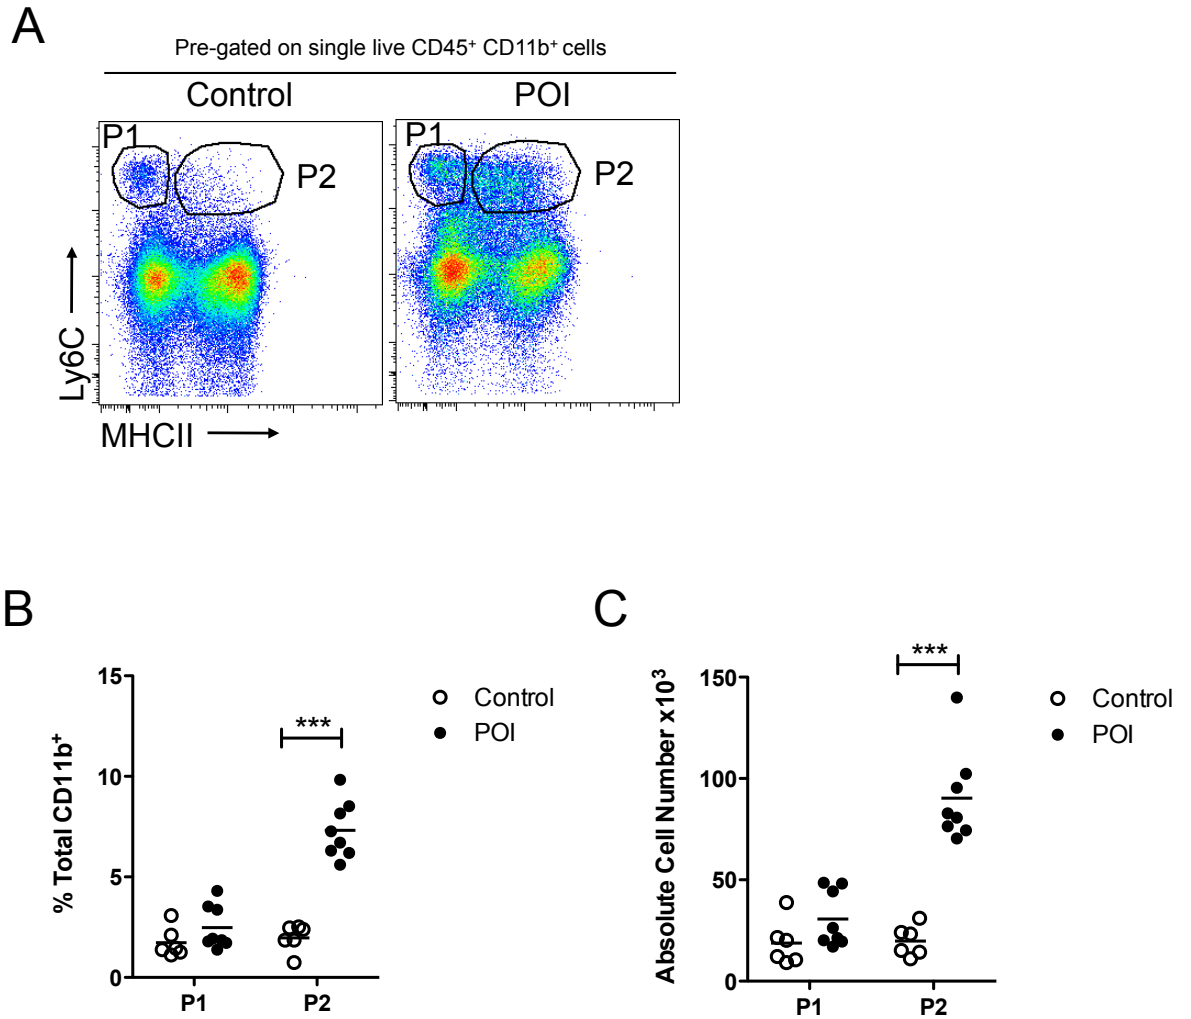 A
Pre-gated on single live CD45⁺ CD11b⁺ cells
Control POI
P1 P1
P2 P2
Ly6C
MHCII
B C
15
10
5
0
% Total CD11b⁺
***
Control
POI
P1 P2
150
100
50
0
Absolute Cell Number x10³
***
Control
POI
P1 P2